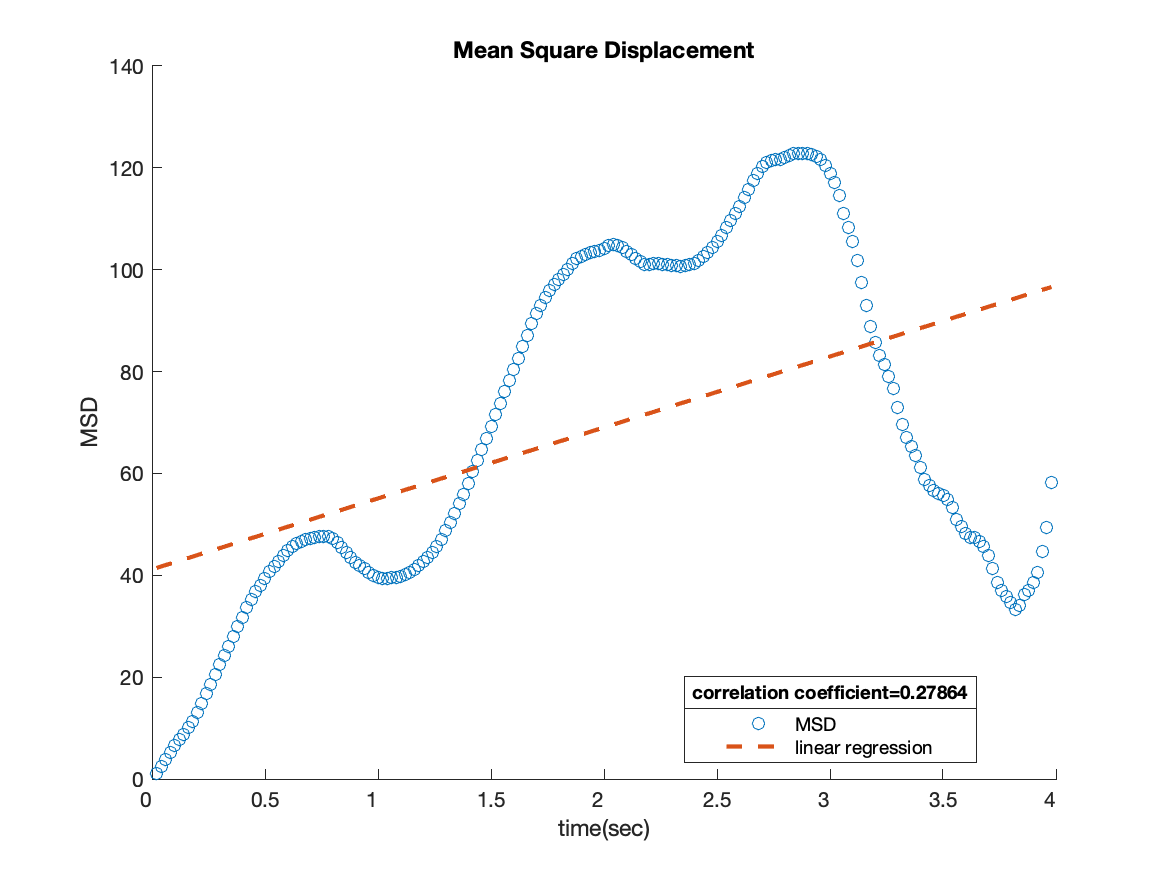 Mean Square Displacement
140
120
100
80
60
40
20
0
MSD
0
0.5
1
1.5
2
2.5
3
3.5
4
time(sec)
correlation coefficient=0.27864
MSD
linear regression